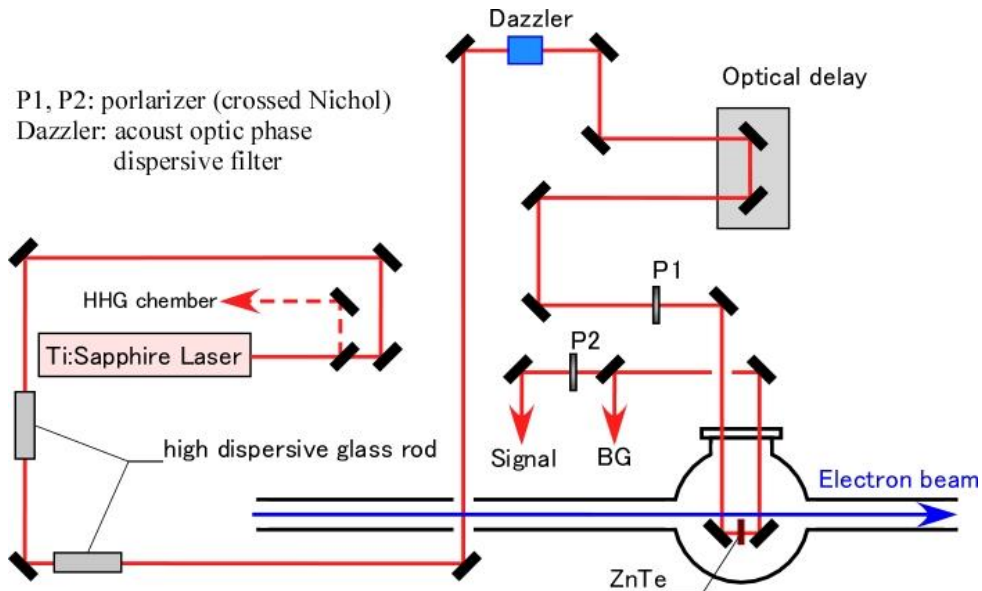 Dazzler
Optical delay
P1, P2: porlarizer (crossed Nichol)
Dazzler: acoust optic phase
dispersive filter
P1
HHG chember
Ti:Sapphire Laser
P2
high dispersive glass rod
Signal
BG
Electron beam
ZnTe